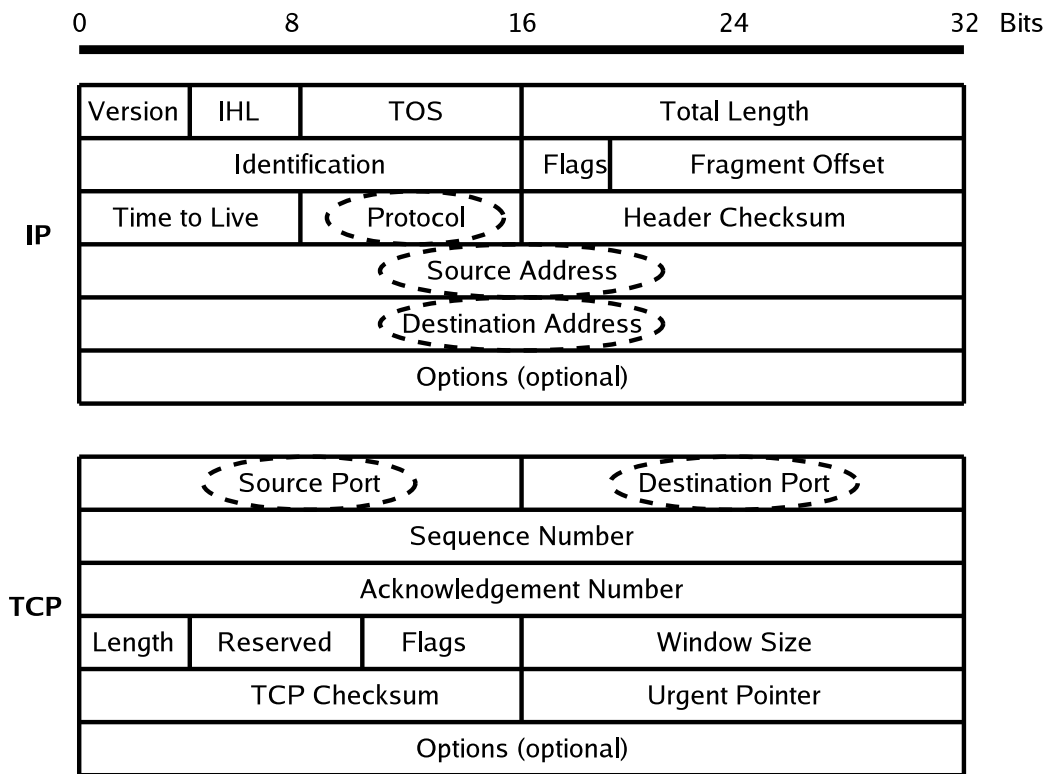 0 8 16 24 32 Bits
Version IHL TOS Total Length
Identification Flags Fragment Offset
Time to Live Protocol Header Checksum
IP
Source Address
Destination Address
Options (optional)
Source Port Destination Port
Sequence Number
Acknowledgement Number
TCP
Length Reserved Flags Window Size
TCP Checksum Urgent Pointer
Options (optional)